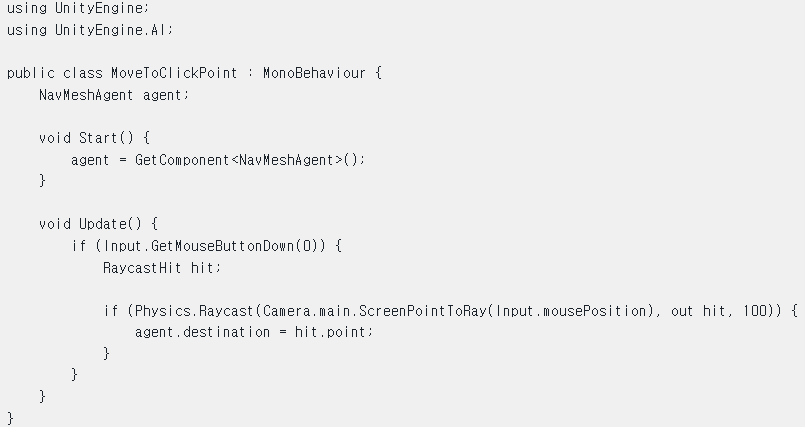 using UnityEngine;
using UnityEngine.AI;

public class MoveToClickPoint : MonoBehaviour {
    NavMeshAgent agent;

    void Start() {
        agent = GetComponent<NavMeshAgent>();
    }

    void Update() {
        if (Input.GetMouseButtonDown(0)) {
            RaycastHit hit;

            if (Physics.Raycast(Camera.main.ScreenPointToRay(Input.mousePosition), out hit, 100)) {
                agent.destination = hit.point;
            }
        }
    }
}